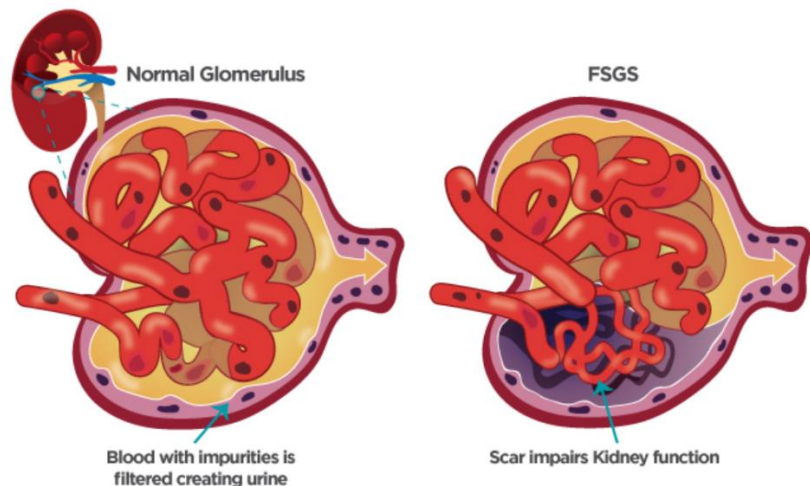 Normal Glomerulus
FSGS
Blood with impurities is
filtered creating urine
Scar impairs Kidney function